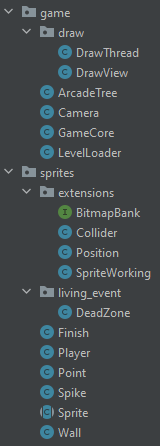 game
draw
DrawThread
DrawView
ArcadeTree
Camera
GameCore
LevelLoader
sprites
extensions
I BitmapBank
C Collider
C Position
C SpriteWorking
living_event
C DeadZone
C Finish
C Player
C Point
C Spike
C Sprite
C Wall